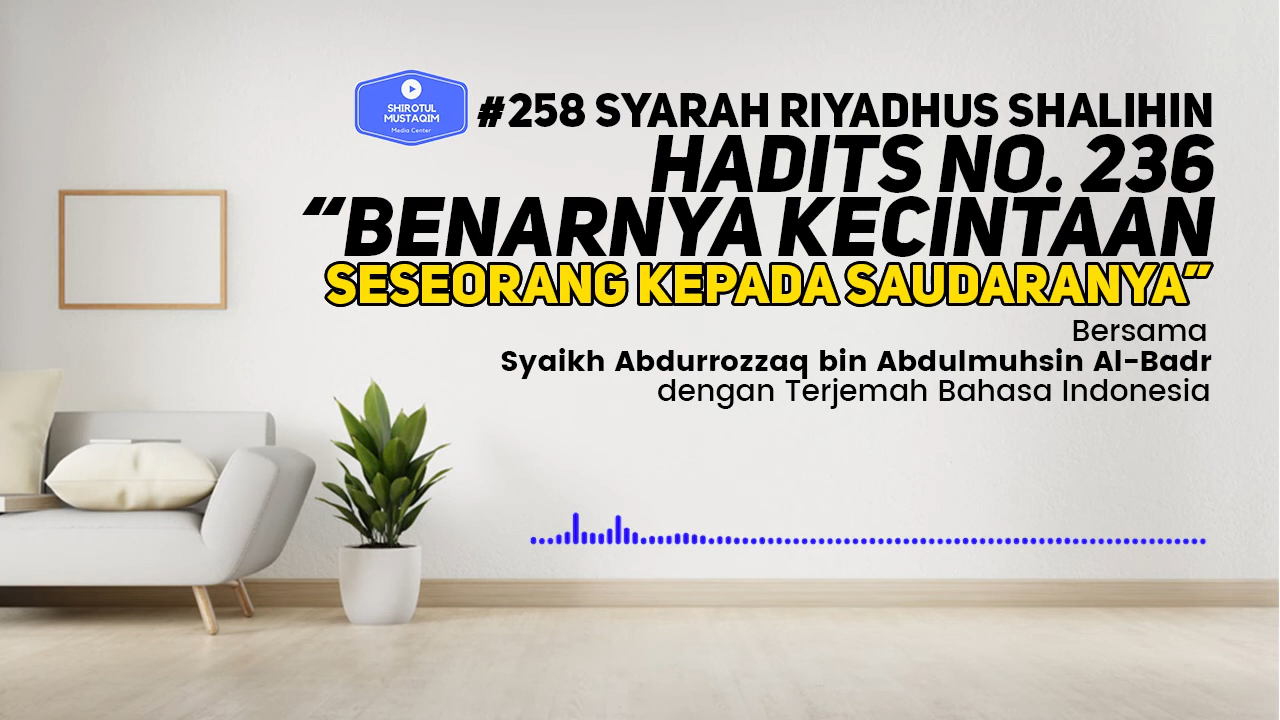 SHIROTUL
MUSTAQIM
Media Center
#258 SYARAH RIYADHUS SHALIHIN
HADITS NO. 236
“BENARNYA KECINTAAN
SESEORANG KEPADA SAUDARANYA”
Bersama
Syaikh Abdurrozzaq bin Abdulmuhsin Al-Badr
dengan Terjemah Bahasa Indonesia